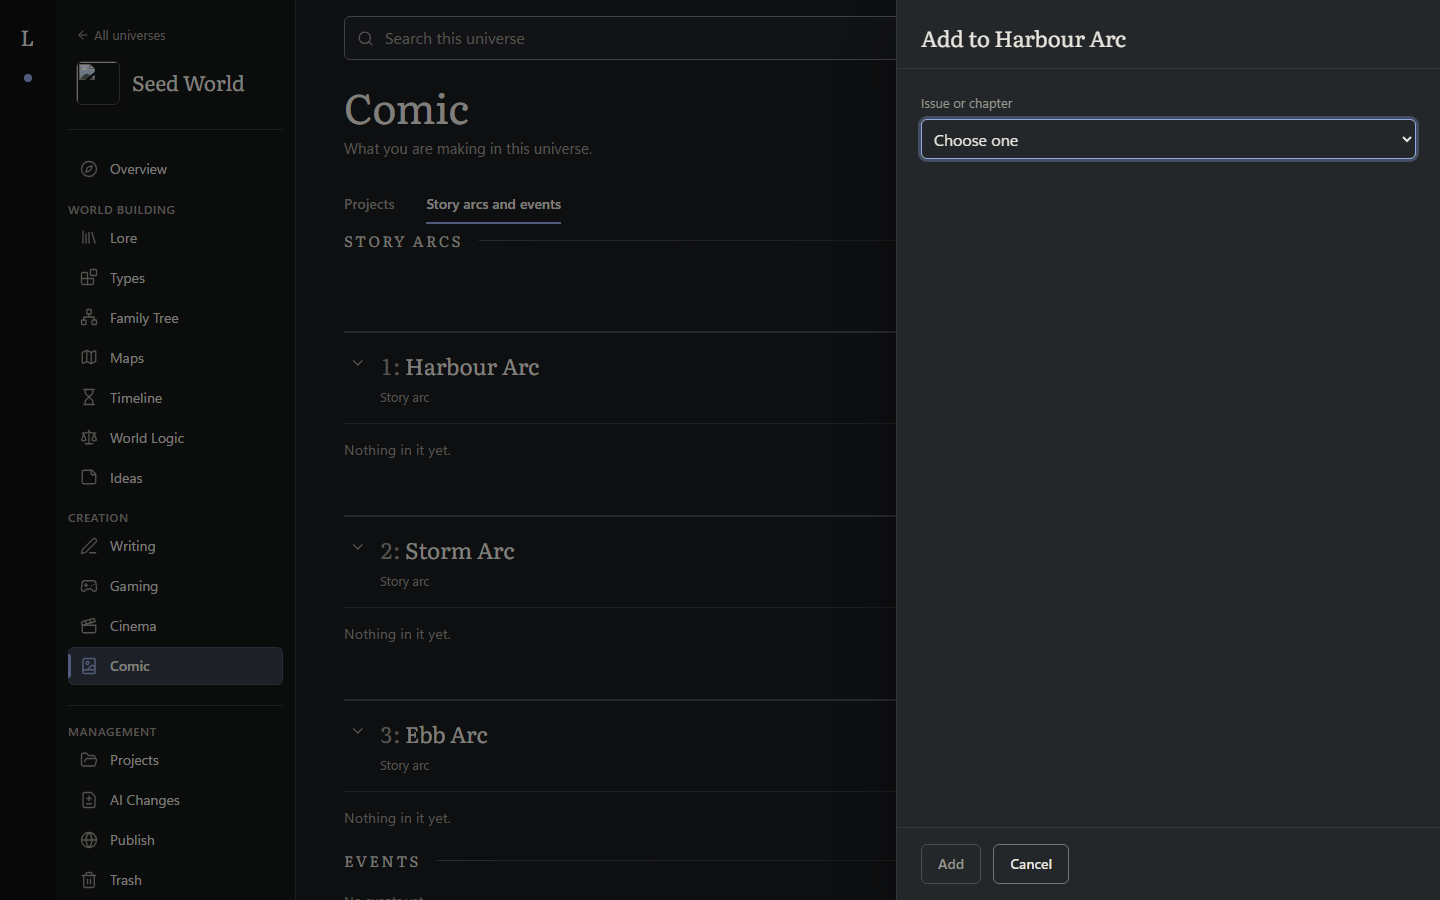 L
All universes
Seed World
Overview
WORLD BUILDING
Lore
Types
Family Tree
Maps
Timeline
World Logic
Ideas
CREATION
Writing
Gaming
Cinema
Comic
MANAGEMENT
Projects
AI Changes
Publish
Trash
Search this universe
Comic
What you are making in this universe.
Projects
Story arcs and events
STORY ARCS
1: Harbour Arc
Story arc
Nothing in it yet.
2: Storm Arc
Story arc
Nothing in it yet.
3: Ebb Arc
Story arc
Nothing in it yet.
EVENTS
Add to Harbour Arc
Issue or chapter
Choose one
Add
Cancel